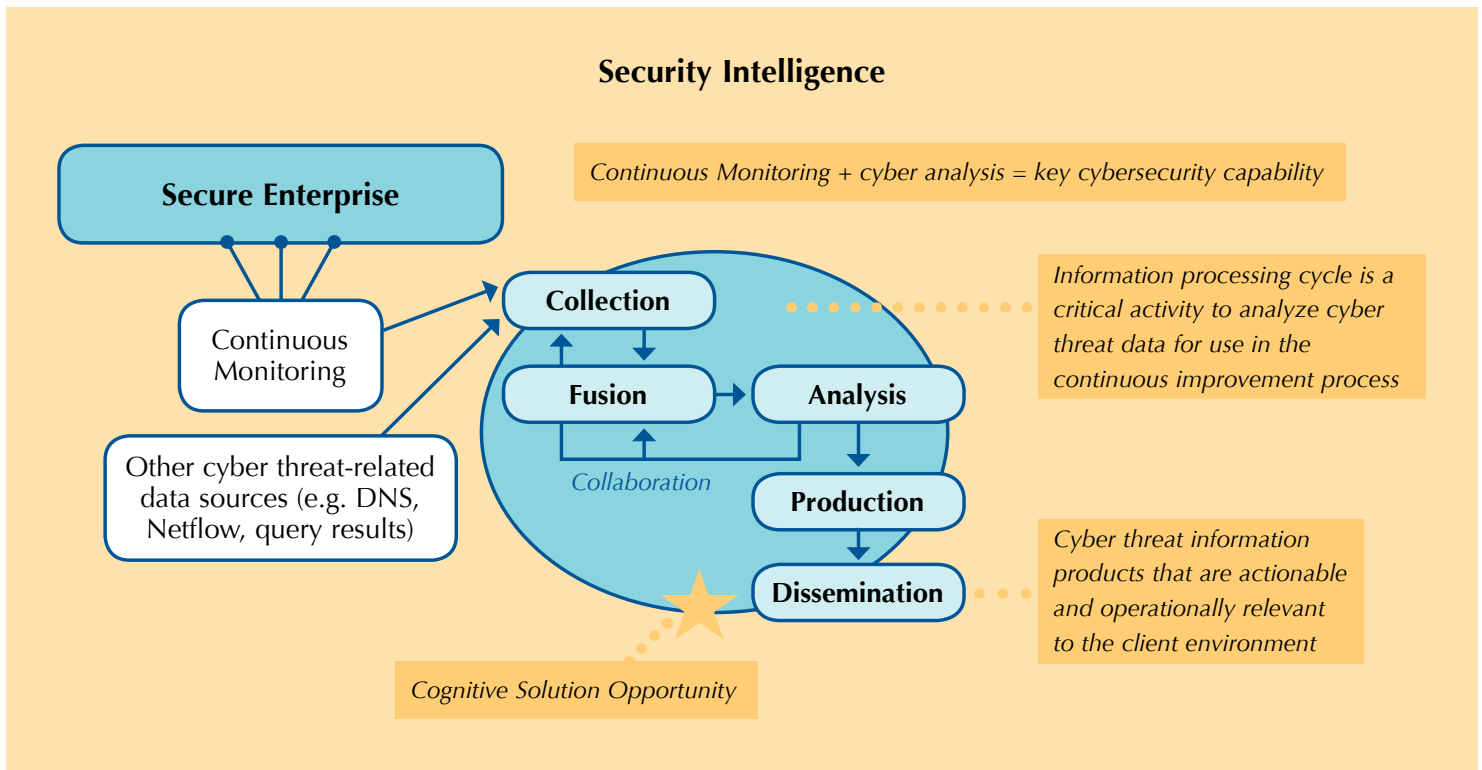 Security Intelligence
Secure Enterprise
Continuous Monitoring + cyber analysis = key cybersecurity capability
Continuous
Monitoring
Other cyber threat-related
data sources (e.g. DNS,
Netflow, query results)
Collection
Fusion
Analysis
Collaboration
Production
Dissemination
Information processing cycle is a
critical activity to analyze cyber
threat data for use in the
continuous improvement process
Cyber threat information
products that are actionable
and operationally relevant
to the client environment
Cognitive Solution Opportunity